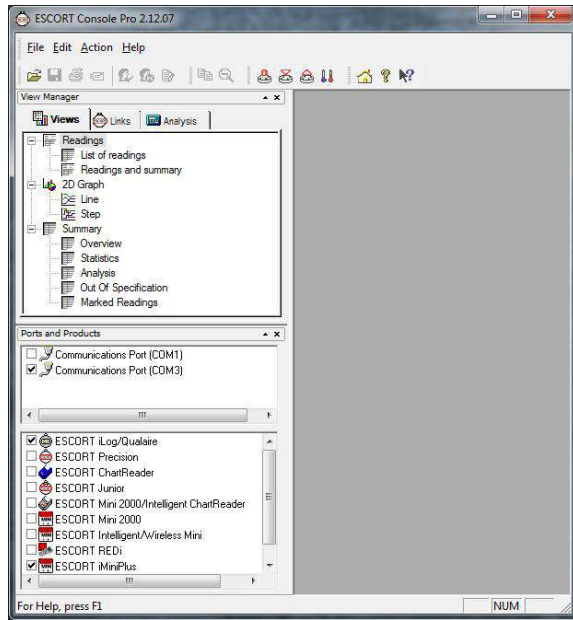 ESCORT Console Pro 2.12.07
File Edit Action Help
View Manager
Views Links Analysis
Readings
List of readings
Readings and summary
2D Graph
Line
Step
Summary
Overview
Statistics
Analysis
Out Of Specification
Marked Readings
Ports and Products
Communications Port (COM1)
Communications Port (COM3)
ESCORT iLog/Qualaire
ESCORT Precision
ESCORT ChartReader
ESCORT Junior
ESCORT Mini 2000/Intelligent ChartReader
ESCORT Mini 2000
ESCORT Intelligent/Wireless Mini
ESCORT REDi
ESCORT iMiniPlus
For Help, press F1 NUM